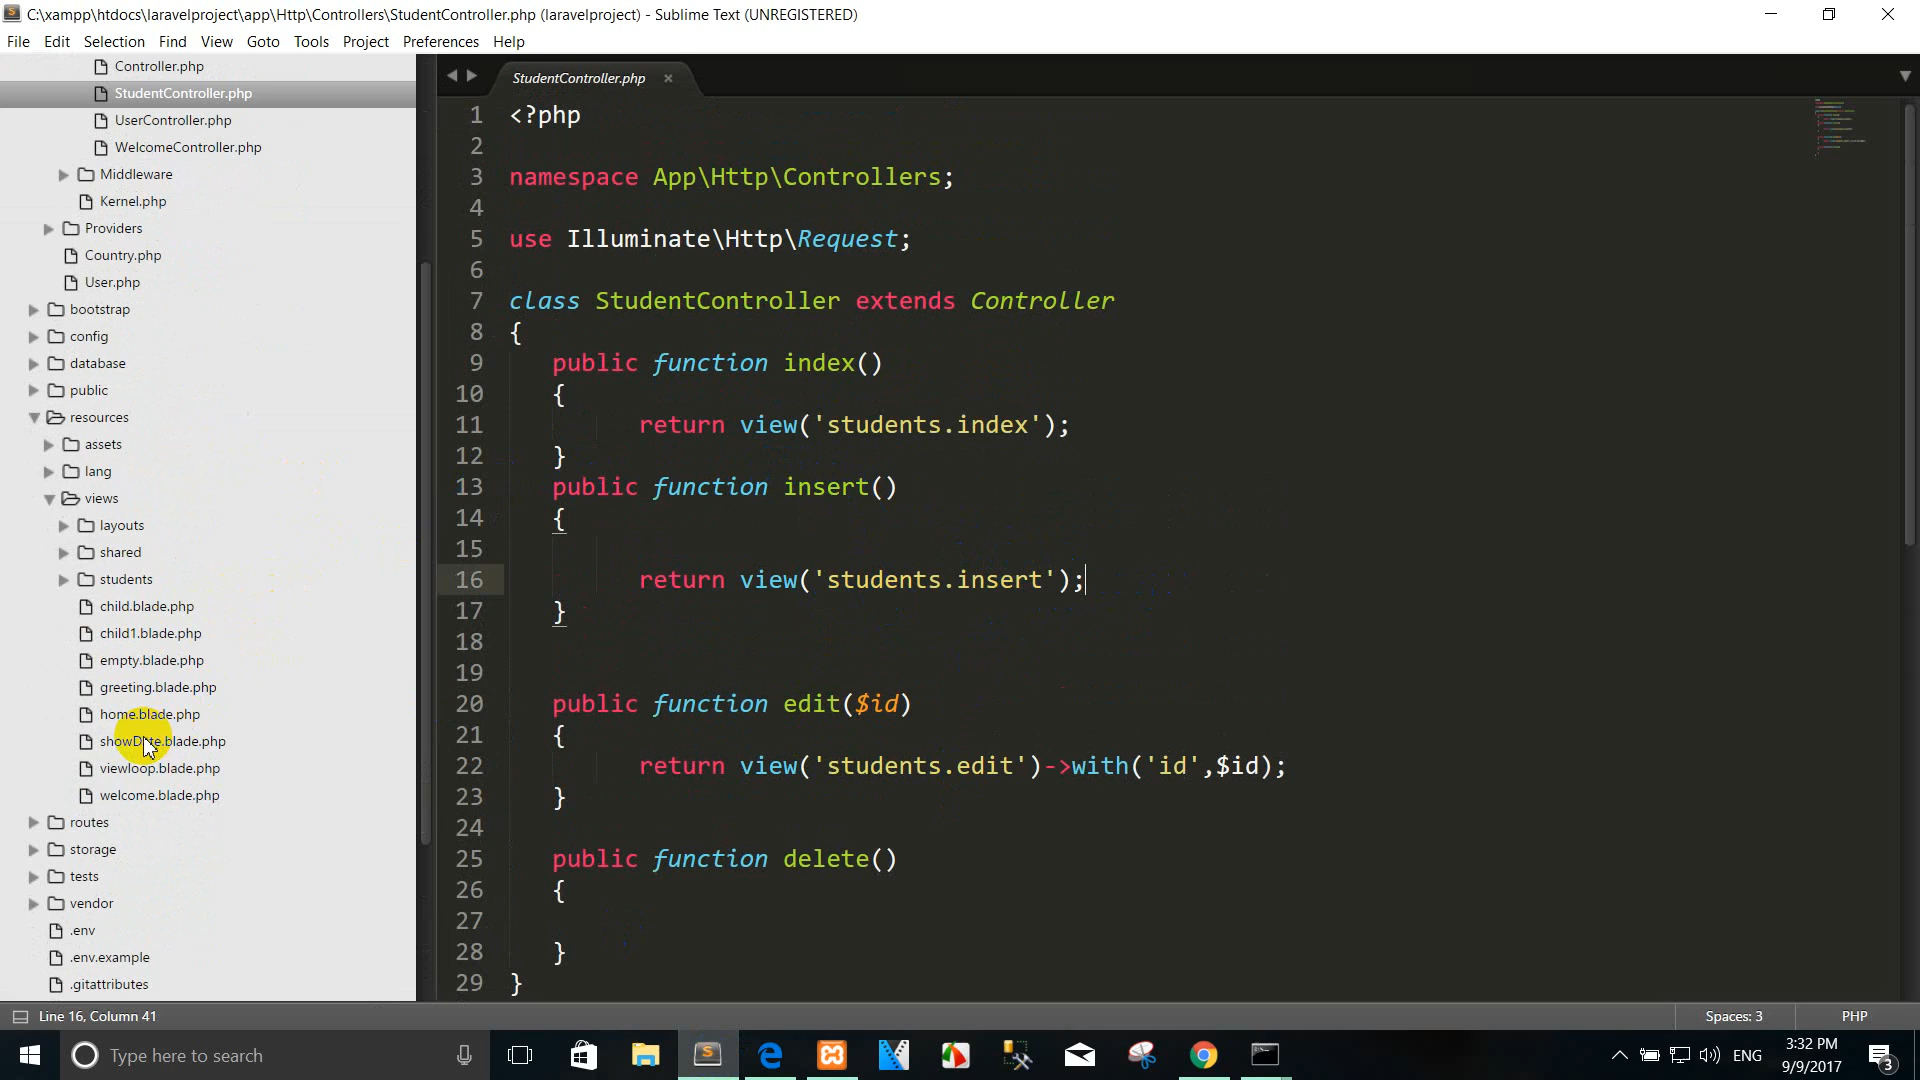 C:\xampp\htdocs\laravelproject\app\Http\Controllers\StudentController.php (laravelproject) - Sublime Text (UNREGISTERED)
File Edit Selection Find View Goto Tools Project Preferences Help
Controller.php
StudentController.php
UserController.php
WelcomeController.php
Middleware
Kernel.php
Providers
Country.php
User.php
bootstrap
config
database
public
resources
assets
lang
views
layouts
shared
students
child.blade.php
child1.blade.php
empty.blade.php
greeting.blade.php
home.blade.php
showDate.blade.php
viewloop.blade.php
welcome.blade.php
routes
storage
tests
vendor
.env
.env.example
.gitattributes
StudentController.php ×
1 <?php
2
3 namespace App\Http\Controllers;
4
5 use Illuminate\Http\Request;
6
7 class StudentController extends Controller
8 {
9 public function index()
10 {
11 return view('students.index');
12 }
13 public function insert()
14 {
15
16 return view('students.insert');
17 }
18
19
20 public function edit($id)
21 {
22 return view('students.edit')->with('id',$id);
23 }
24
25 public function delete()
26 {
27
28 }
29 }
Line 16, Column 41
Spaces: 3 PHP
Type here to search
ENG
3:32 PM
9/9/2017
3